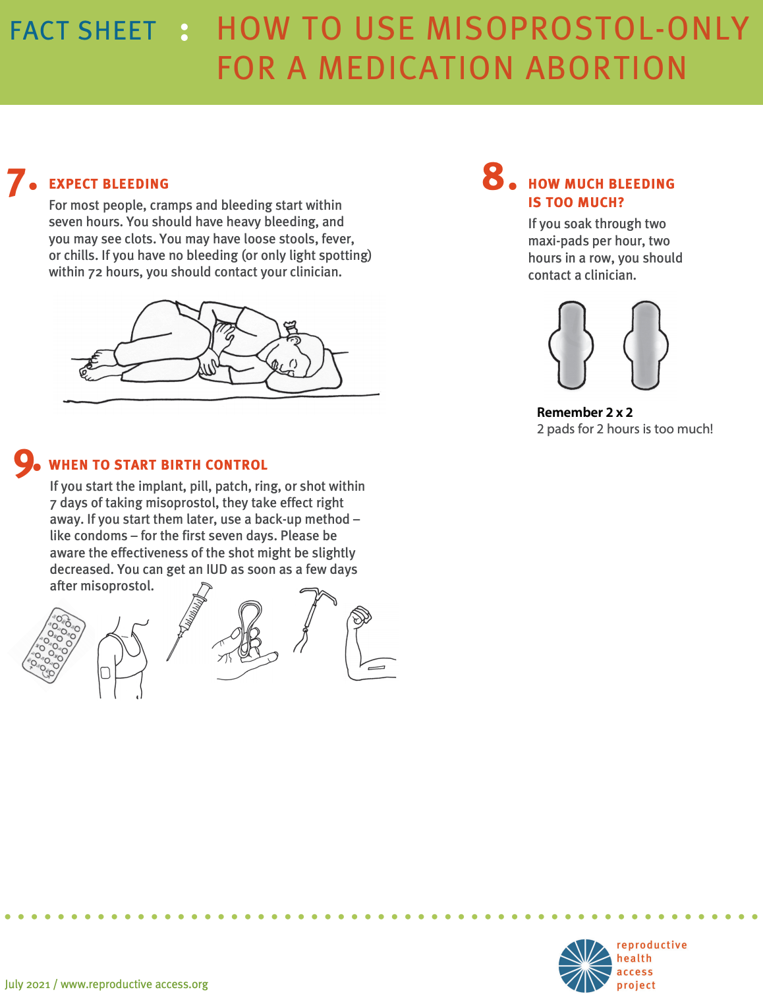 FACT SHEET : HOW TO USE MISOPROSTOL-ONLY
FOR A MEDICATION ABORTION
7. EXPECT BLEEDING
For most people, cramps and bleeding start within
seven hours. You should have heavy bleeding, and
you may see clots. You may have loose stools, fever,
or chills. If you have no bleeding (or only light spotting)
within 72 hours, you should contact your clinician.
8. HOW MUCH BLEEDING
IS TOO MUCH?
If you soak through two
maxi-pads per hour, two
hours in a row, you should
contact a clinician.
Remember 2 x 2
2 pads for 2 hours is too much!
9. WHEN TO START BIRTH CONTROL
If you start the implant, pill, patch, ring, or shot within
7 days of taking misoprostol, they take effect right
away. If you start them later, use a back-up method –
like condoms – for the first seven days. Please be
aware the effectiveness of the shot might be slightly
decreased. You can get an IUD as soon as a few days
after misoprostol.
July 2021 / www.reproductive access.org
reproductive
health
access
project